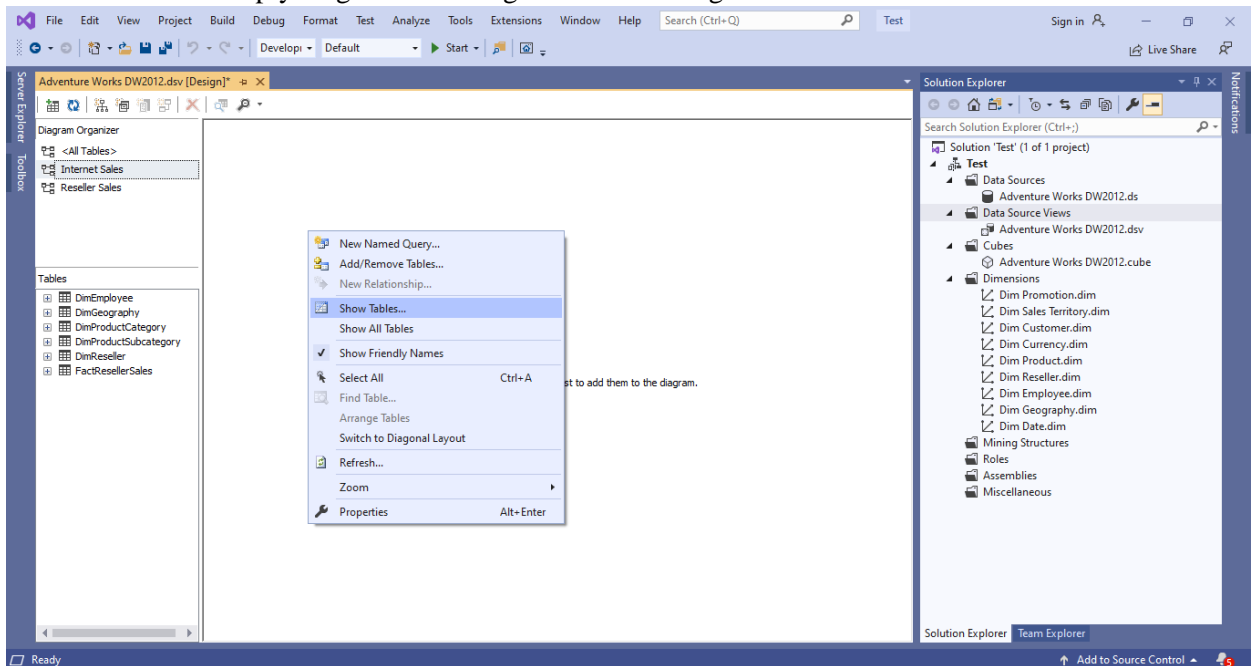 File Edit View Project Build Debug Format Test Analyze Tools Extensions Window Help Search (Ctrl+Q) Test Sign in
Develop Default Start Live Share
Server Explorer
Toolbox
Adventure Works DW2012.dsv [Design]*
Diagram Organizer
<All Tables>
Internet Sales
Reseller Sales
Tables
DimEmployee
DimGeography
DimProductCategory
DimProductSubcategory
DimReseller
FactResellerSales
New Named Query...
Add/Remove Tables...
New Relationship...
Show Tables...
Show All Tables
Show Friendly Names
Select All Ctrl+A
st to add them to the diagram.
Find Table...
Arrange Tables
Switch to Diagonal Layout
Refresh...
Zoom
Properties Alt+Enter
Solution Explorer
Search Solution Explorer (Ctrl+;)
Solution 'Test' (1 of 1 project)
Test
Data Sources
Adventure Works DW2012.ds
Data Source Views
Adventure Works DW2012.dsv
Cubes
Adventure Works DW2012.cube
Dimensions
Dim Promotion.dim
Dim Sales Territory.dim
Dim Customer.dim
Dim Currency.dim
Dim Product.dim
Dim Reseller.dim
Dim Employee.dim
Dim Geography.dim
Dim Date.dim
Mining Structures
Roles
Assemblies
Miscellaneous
Solution Explorer Team Explorer
Notifications
Ready Add to Source Control 5